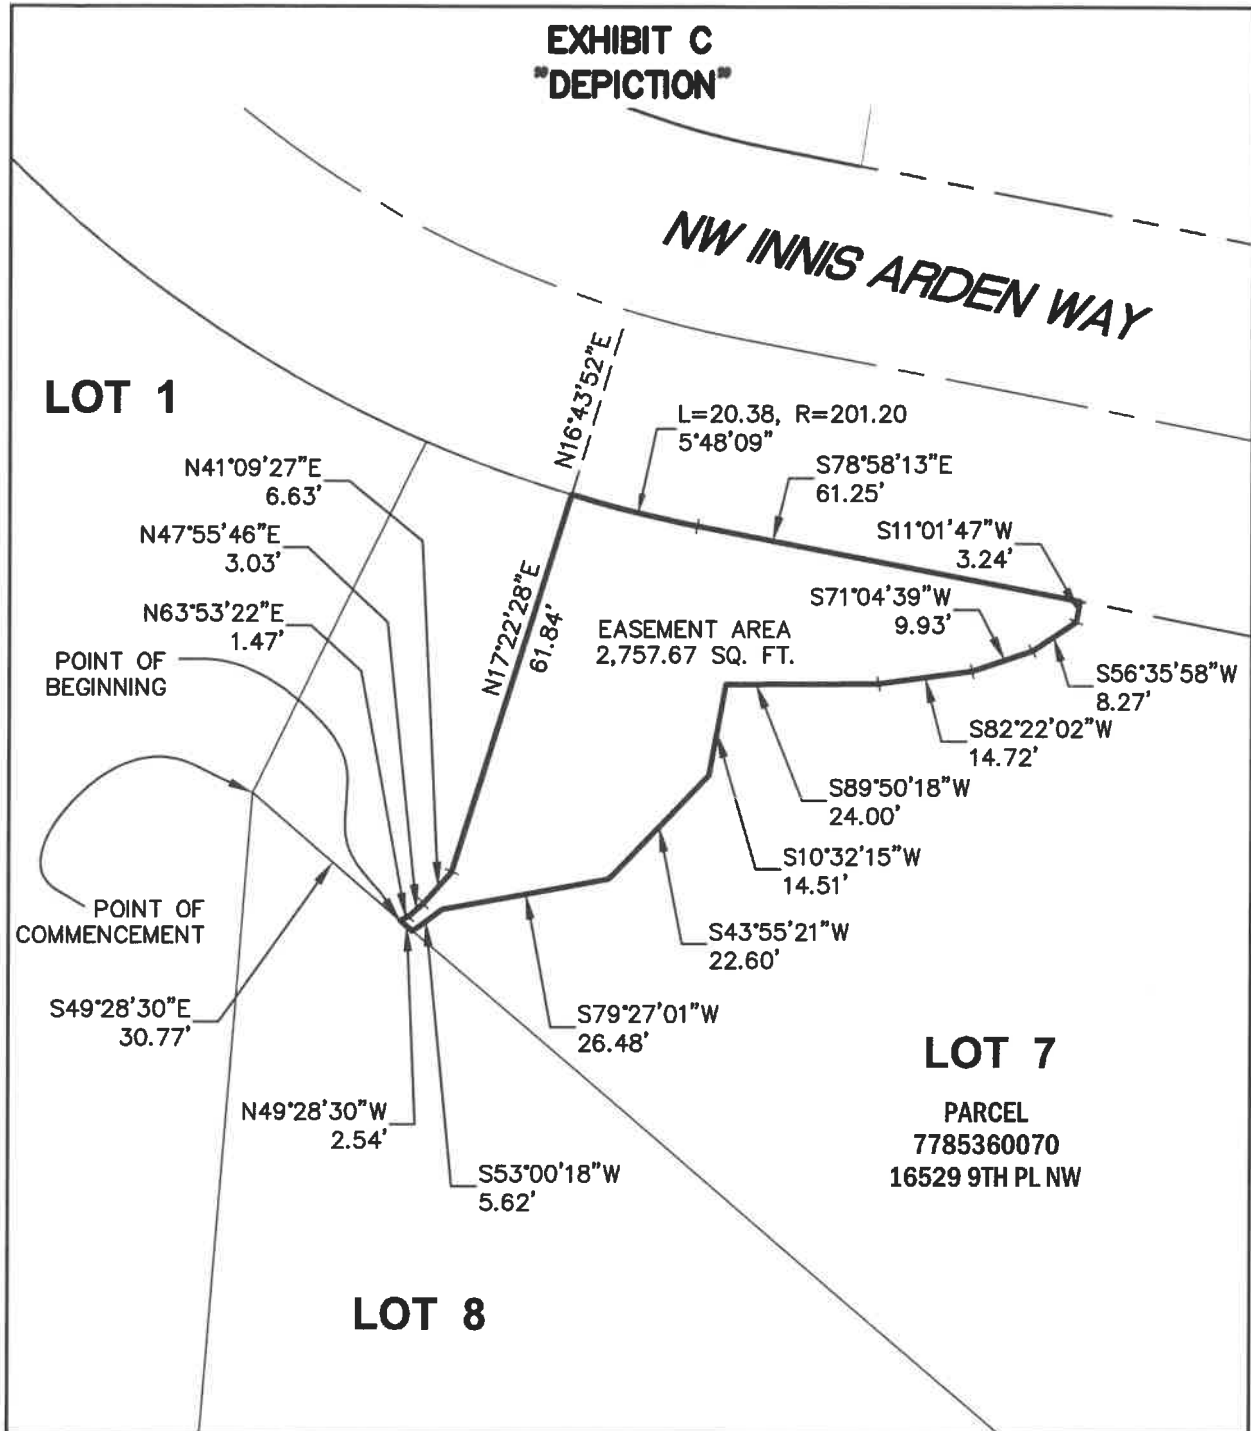 EXHIBIT C
"DEPICTION"
NW INNIS ARDEN WAY
LOT 1
N16°43'52"E
L=20.38, R=201.20
5°48'09"
S78°58'13"E
61.25'
S11°01'47"W
3.24'
N41°09'27"E
6.63'
N47°55'46"E
3.03'
N63°53'22"E
1.47'
POINT OF
BEGINNING
N17°22'28"E
61.84'
EASEMENT AREA
2,757.67 SQ. FT.
S71°04'39"W
9.93'
S56°35'58"W
8.27'
S82°22'02"W
14.72'
S89°50'18"W
24.00'
S10°32'15"W
14.51'
S43°55'21"W
22.60'
POINT OF
COMMENCEMENT
S49°28'30"E
30.77'
S79°27'01"W
26.48'
N49°28'30"W
2.54'
S53°00'18"W
5.62'
LOT 7
PARCEL
7785360070
16529 9TH PL NW
LOT 8